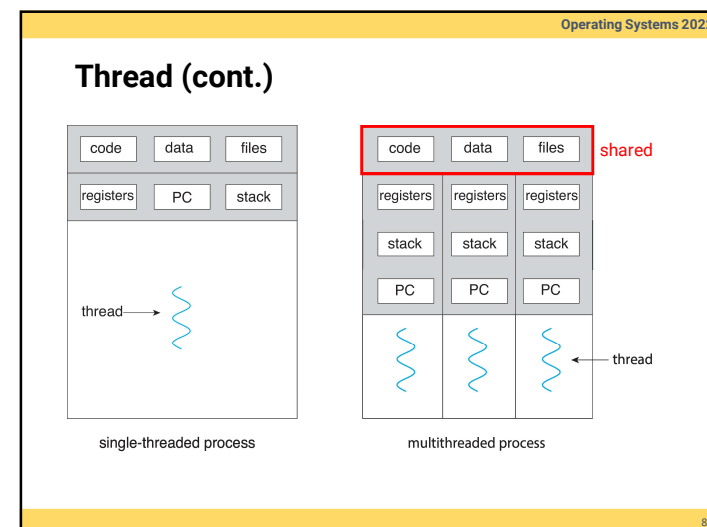 Operating Systems 202
Thread (cont.)
code data files
registers PC stack
thread
single-threaded process
code data files shared
registers registers registers
stack stack stack
PC PC PC
thread
multithreaded process
8